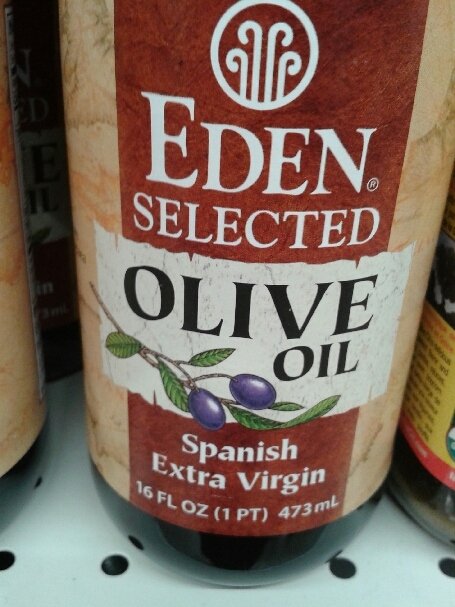 EDEN®
SELECTED
OLIVE
OIL
Spanish
Extra Virgin
16 FL OZ (1 PT) 473 mL